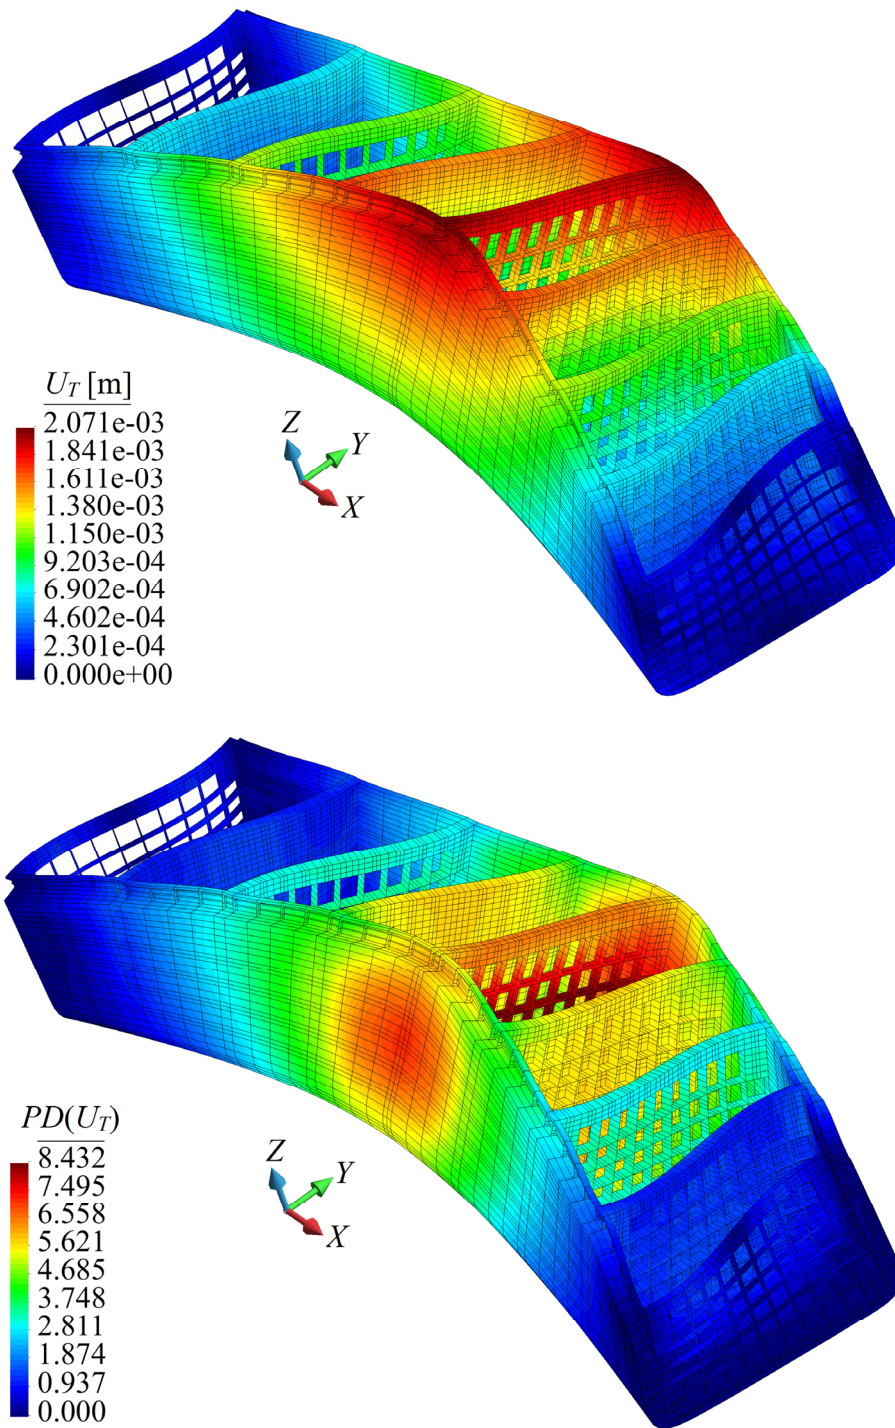 U_T [m]
2.071e-03
1.841e-03
1.611e-03
1.380e-03
1.150e-03
9.203e-04
6.902e-04
4.602e-04
2.301e-04
0.000e+00
Z
Y
X
PD(U_T)
8.432
7.495
6.558
5.621
4.685
3.748
2.811
1.874
0.937
0.000
Z
Y
X